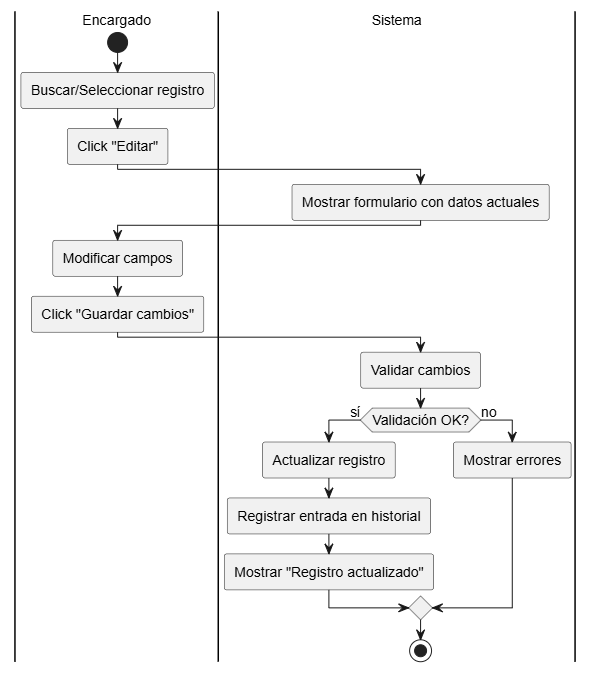 Encargado
Sistema
Buscar/Seleccionar registro
Click "Editar"
Mostrar formulario con datos actuales
Modificar campos
Click "Guardar cambios"
Validar cambios
sí
Validación OK?
no
Actualizar registro
Mostrar errores
Registrar entrada en historial
Mostrar "Registro actualizado"